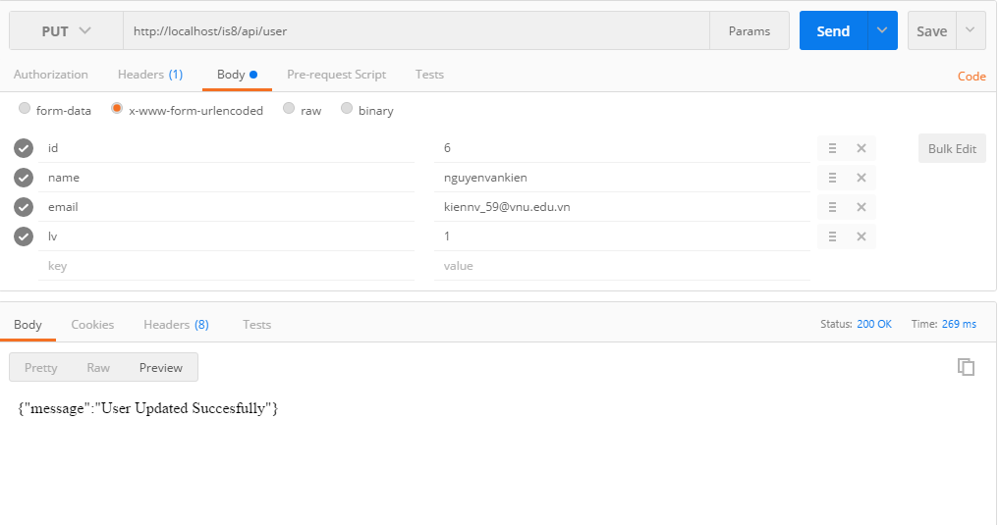 PUT http://localhost/is8/api/user Params Send Save
Authorization Headers (1) Body Pre-request Script Tests Code
form-data x-www-form-urlencoded raw binary
id 6 Bulk Edit
name nguyenvankien
email kiennv_59@vnu.edu.vn
lv 1
key value
Body Cookies Headers (8) Tests Status: 200 OK Time: 269 ms
Pretty Raw Preview
{"message":"User Updated Succesfully"}